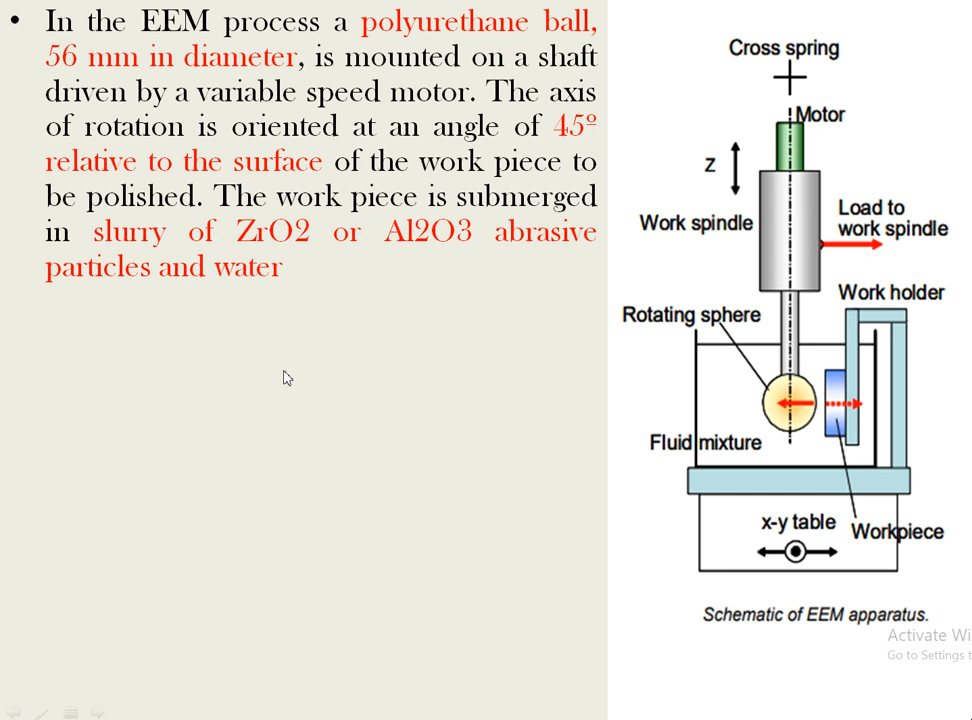 • In the EEM process a polyurethane ball,
56 mm in diameter, is mounted on a shaft
driven by a variable speed motor. The axis
of rotation is oriented at an angle of 45º
relative to the surface of the work piece to
be polished. The work piece is submerged
in slurry of ZrO2 or Al2O3 abrasive
particles and water
Cross spring
Motor
Z
Work spindle
Load to
work spindle
Work holder
Rotating sphere
Fluid mixture
x-y table
Workpiece
Schematic of EEM apparatus.
Activate Wi
Go to Settings t